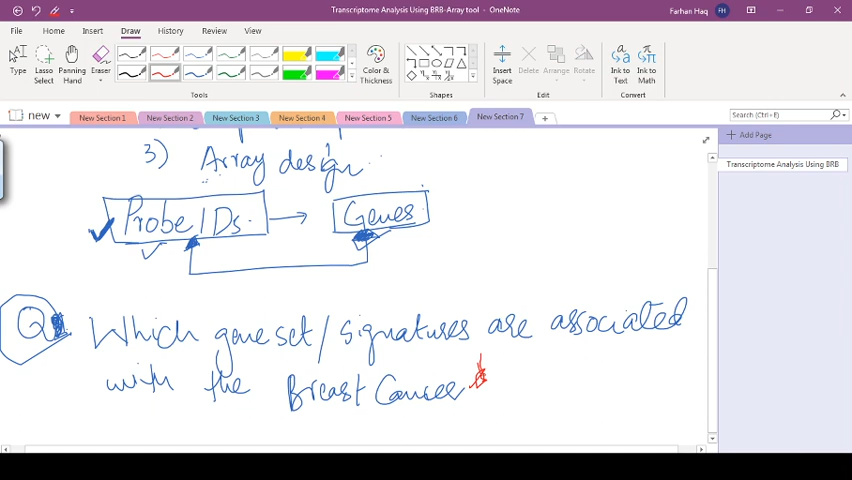 Transcriptome Analysis Using BRB-Array tool - OneNote
Farhan Haq FH
File Home Insert Draw History Review View
Type
Lasso Select
Panning Hand
Eraser
Color & Thickness
Insert Space
Delete
Arrange
Rotate
Ink to Text
Ink to Math
Tools Shapes Edit Convert
new New Section 1 New Section 2 New Section 3 New Section 4 New Section 5 New Section 6 New Section 7
Search (Ctrl+E)
Add Page
Transcriptome Analysis Using BRB
3) Array design
Probe IDs → Genes
Q Which gene set/signatures are associated
with the Breast Cancer